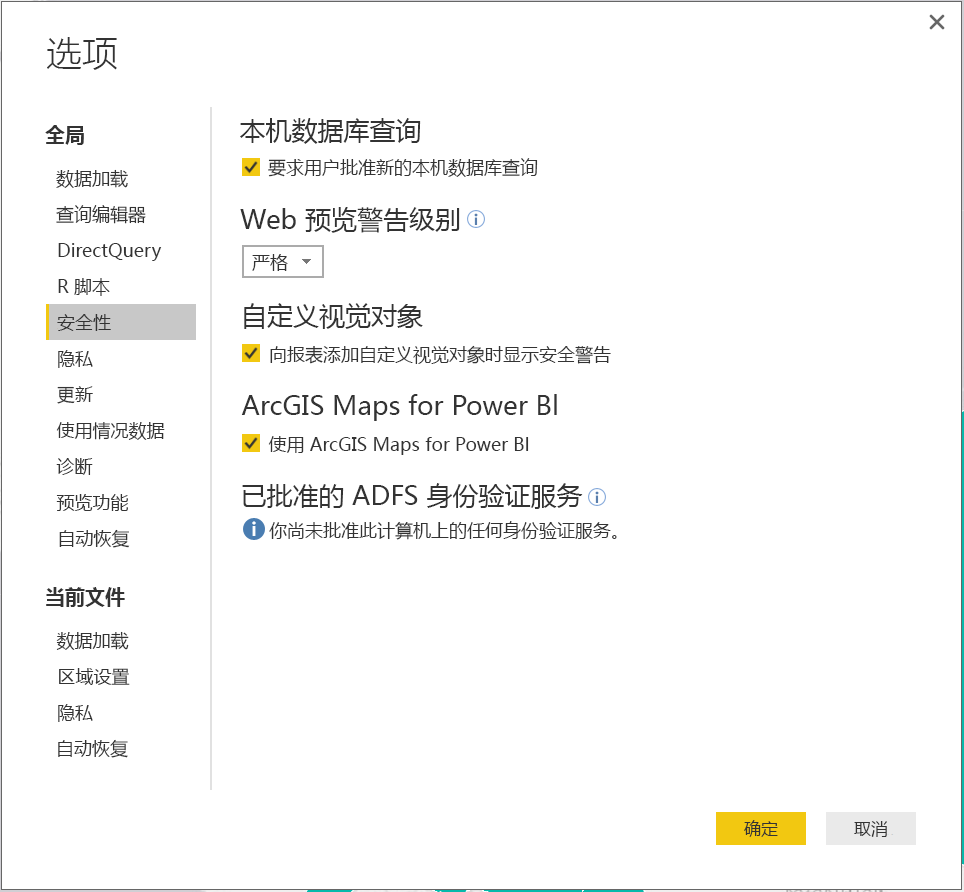 选项
全局
数据加载
查询编辑器
DirectQuery
R 脚本
安全性
隐私
更新
使用情况数据
诊断
预览功能
自动恢复
当前文件
数据加载
区域设置
隐私
自动恢复
本机数据库查询
要求用户批准新的本机数据库查询
Web 预览警告级别
严格
自定义视觉对象
向报表添加自定义视觉对象时显示安全警告
ArcGIS Maps for Power BI
使用 ArcGIS Maps for Power BI
已批准的 ADFS 身份验证服务
你尚未批准此计算机上的任何身份验证服务。
确定
取消